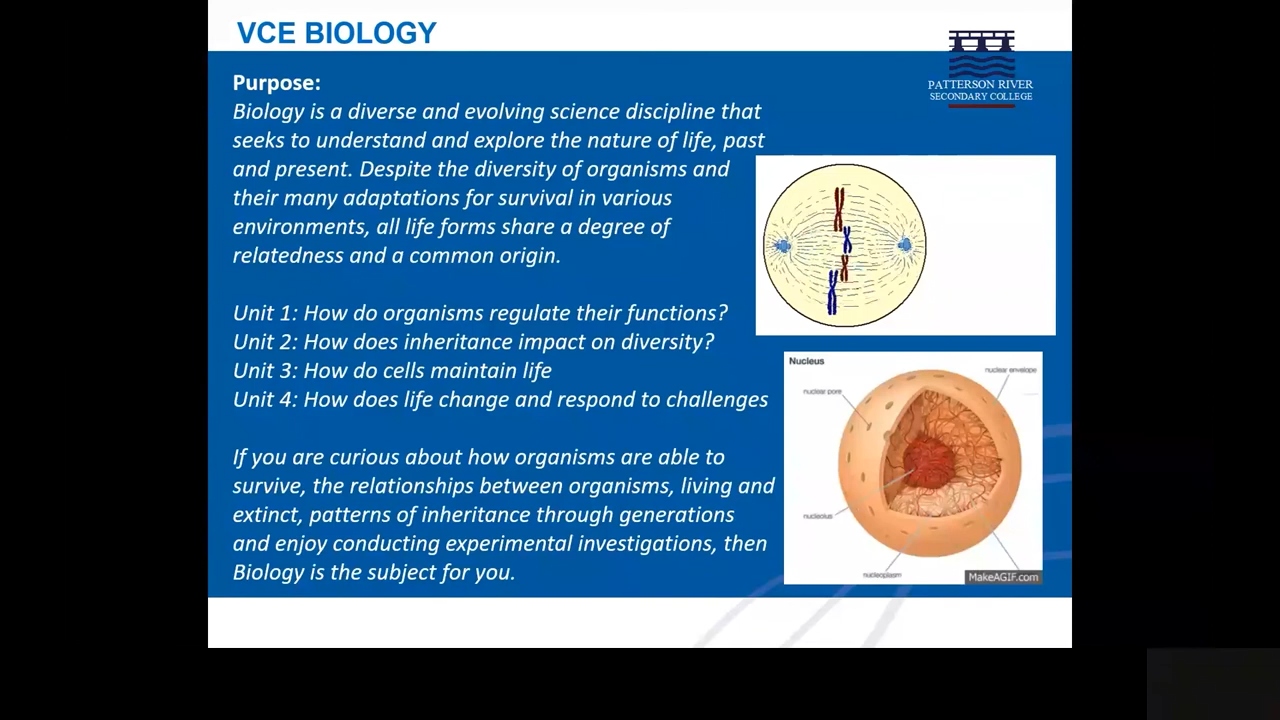 VCE BIOLOGY
PATTERSON RIVER
SECONDARY COLLEGE
Purpose:
Biology is a diverse and evolving science discipline that
seeks to understand and explore the nature of life, past
and present. Despite the diversity of organisms and
their many adaptations for survival in various
environments, all life forms share a degree of
relatedness and a common origin.
Unit 1: How do organisms regulate their functions?
Unit 2: How does inheritance impact on diversity?
Unit 3: How do cells maintain life
Unit 4: How does life change and respond to challenges
If you are curious about how organisms are able to
survive, the relationships between organisms, living and
extinct, patterns of inheritance through generations
and enjoy conducting experimental investigations, then
Biology is the subject for you.
Nucleus
nuclear envelope
nuclear pore
nucleolus
nucleoplasm
MakeAGIF.com